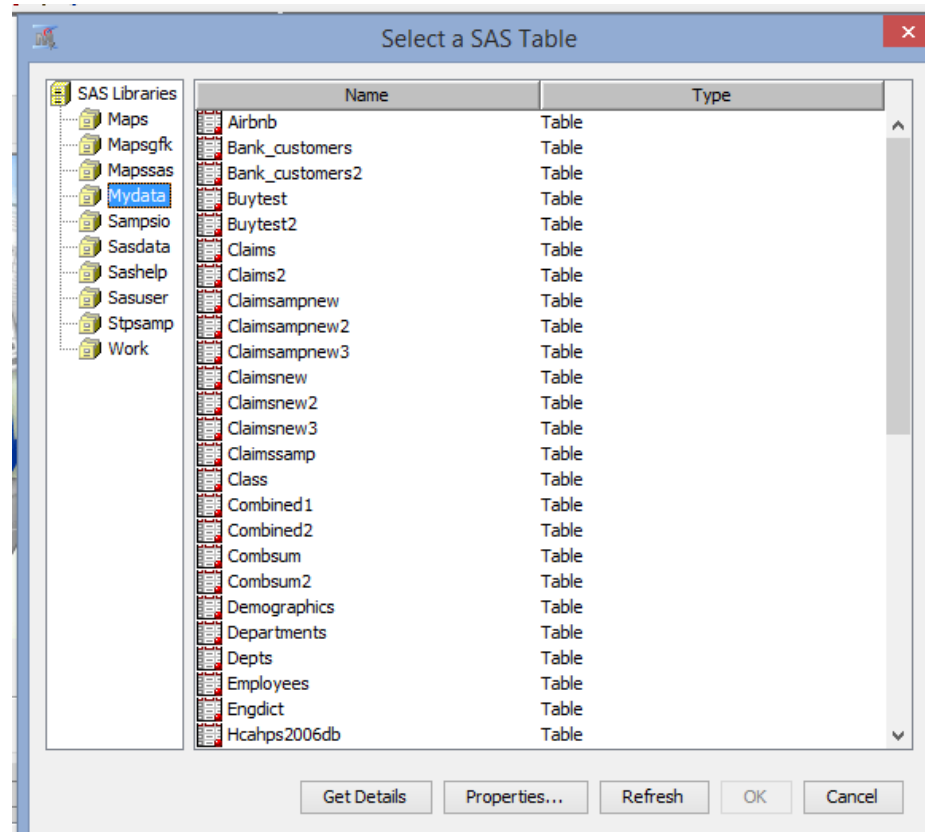 Select a SAS Table
SAS Libraries
Maps
Mapsgfk
Mapssas
Mydata
Sampsio
Sasdata
Sashelp
Sasuser
Stpsamp
Work
Name Type
Airbnb Table
Bank_customers Table
Bank_customers2 Table
Buytest Table
Buytest2 Table
Claims Table
Claims2 Table
Claimsampnew Table
Claimsampnew2 Table
Claimsampnew3 Table
Claimsnew Table
Claimsnew2 Table
Claimsnew3 Table
Claimssamp Table
Class Table
Combined1 Table
Combined2 Table
Combsum Table
Combsum2 Table
Demographics Table
Departments Table
Depts Table
Employees Table
Engdict Table
Hcahps2006db Table
Get Details Properties... Refresh OK Cancel